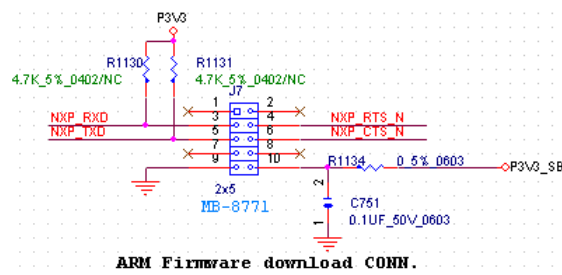 P3V3
R1130
R1131
4.7K_5%_0402/NC
4.7K_5%_0402/NC
J7
1
2
NXP_RXD
3
4
NXP_RTS_N
NXP_TXD
5
6
NXP_CTS_N
7
8
9
10
R1134
0_5%_0603
P3V3_SB
2x5
MB-8771
2
C751
1
0.1UF_50V_0603
ARM Firmware download CONN.